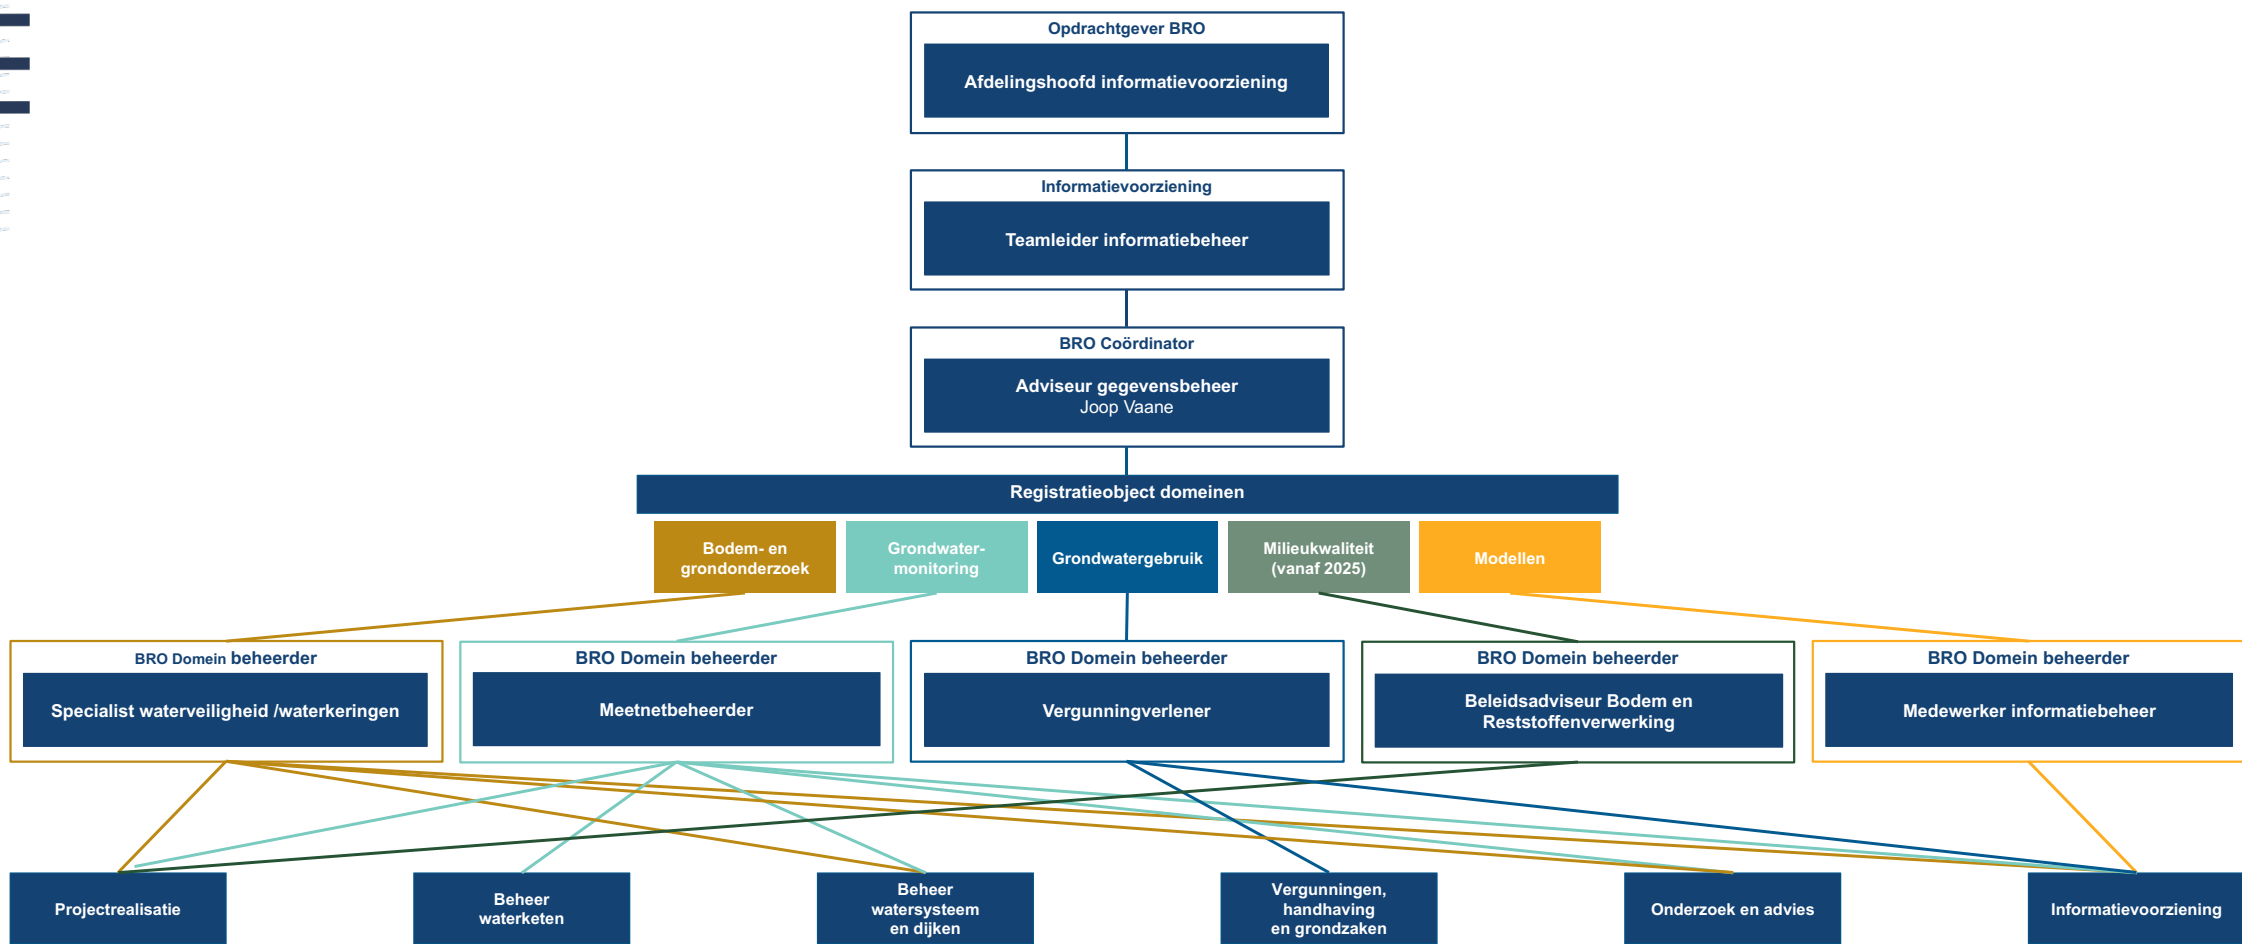 Opdrachtgever BRO
Afdelingshoofd informatievoorziening
Informatievoorziening
Teamleider informatiebeheer
BRO Coördinator
Adviseur gegevensbeheer
Joop Vaane
Registratieobject domeinen
Bodem- en
grondonderzoek
Grondwater-
monitoring
Grondwatergebruik
Milieukwaliteit
(vanaf 2025)
Modellen
BRO Domein beheerder
Specialist waterveiligheid /waterkeringen
BRO Domein beheerder
Meetnetbeheerder
BRO Domein beheerder
Vergunningverlener
BRO Domein beheerder
Beleidsadviseur Bodem en
Reststoffenverwerking
BRO Domein beheerder
Medewerker informatiebeheer
Projectrealisatie
Beheer
waterketen
Beheer
watersysteem
en dijken
Vergunningen,
handhaving
en grondzaken
Onderzoek en advies
Informatievoorziening